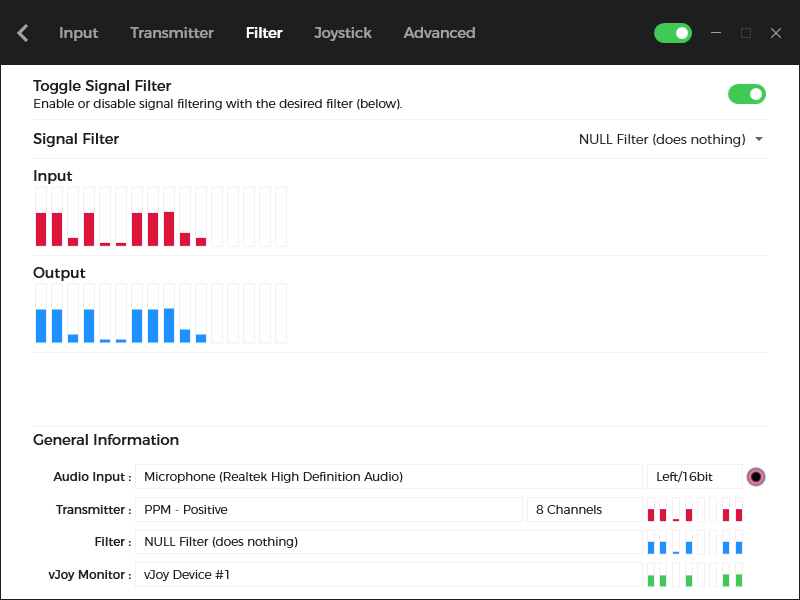 Input Transmitter Filter Joystick Advanced
Toggle Signal Filter
Enable or disable signal filtering with the desired filter (below).
Signal Filter NULL Filter (does nothing)
Input
Output
General Information
Audio Input : Microphone (Realtek High Definition Audio) Left/16bit
Transmitter : PPM - Positive 8 Channels
Filter : NULL Filter (does nothing)
vJoy Monitor : vJoy Device #1